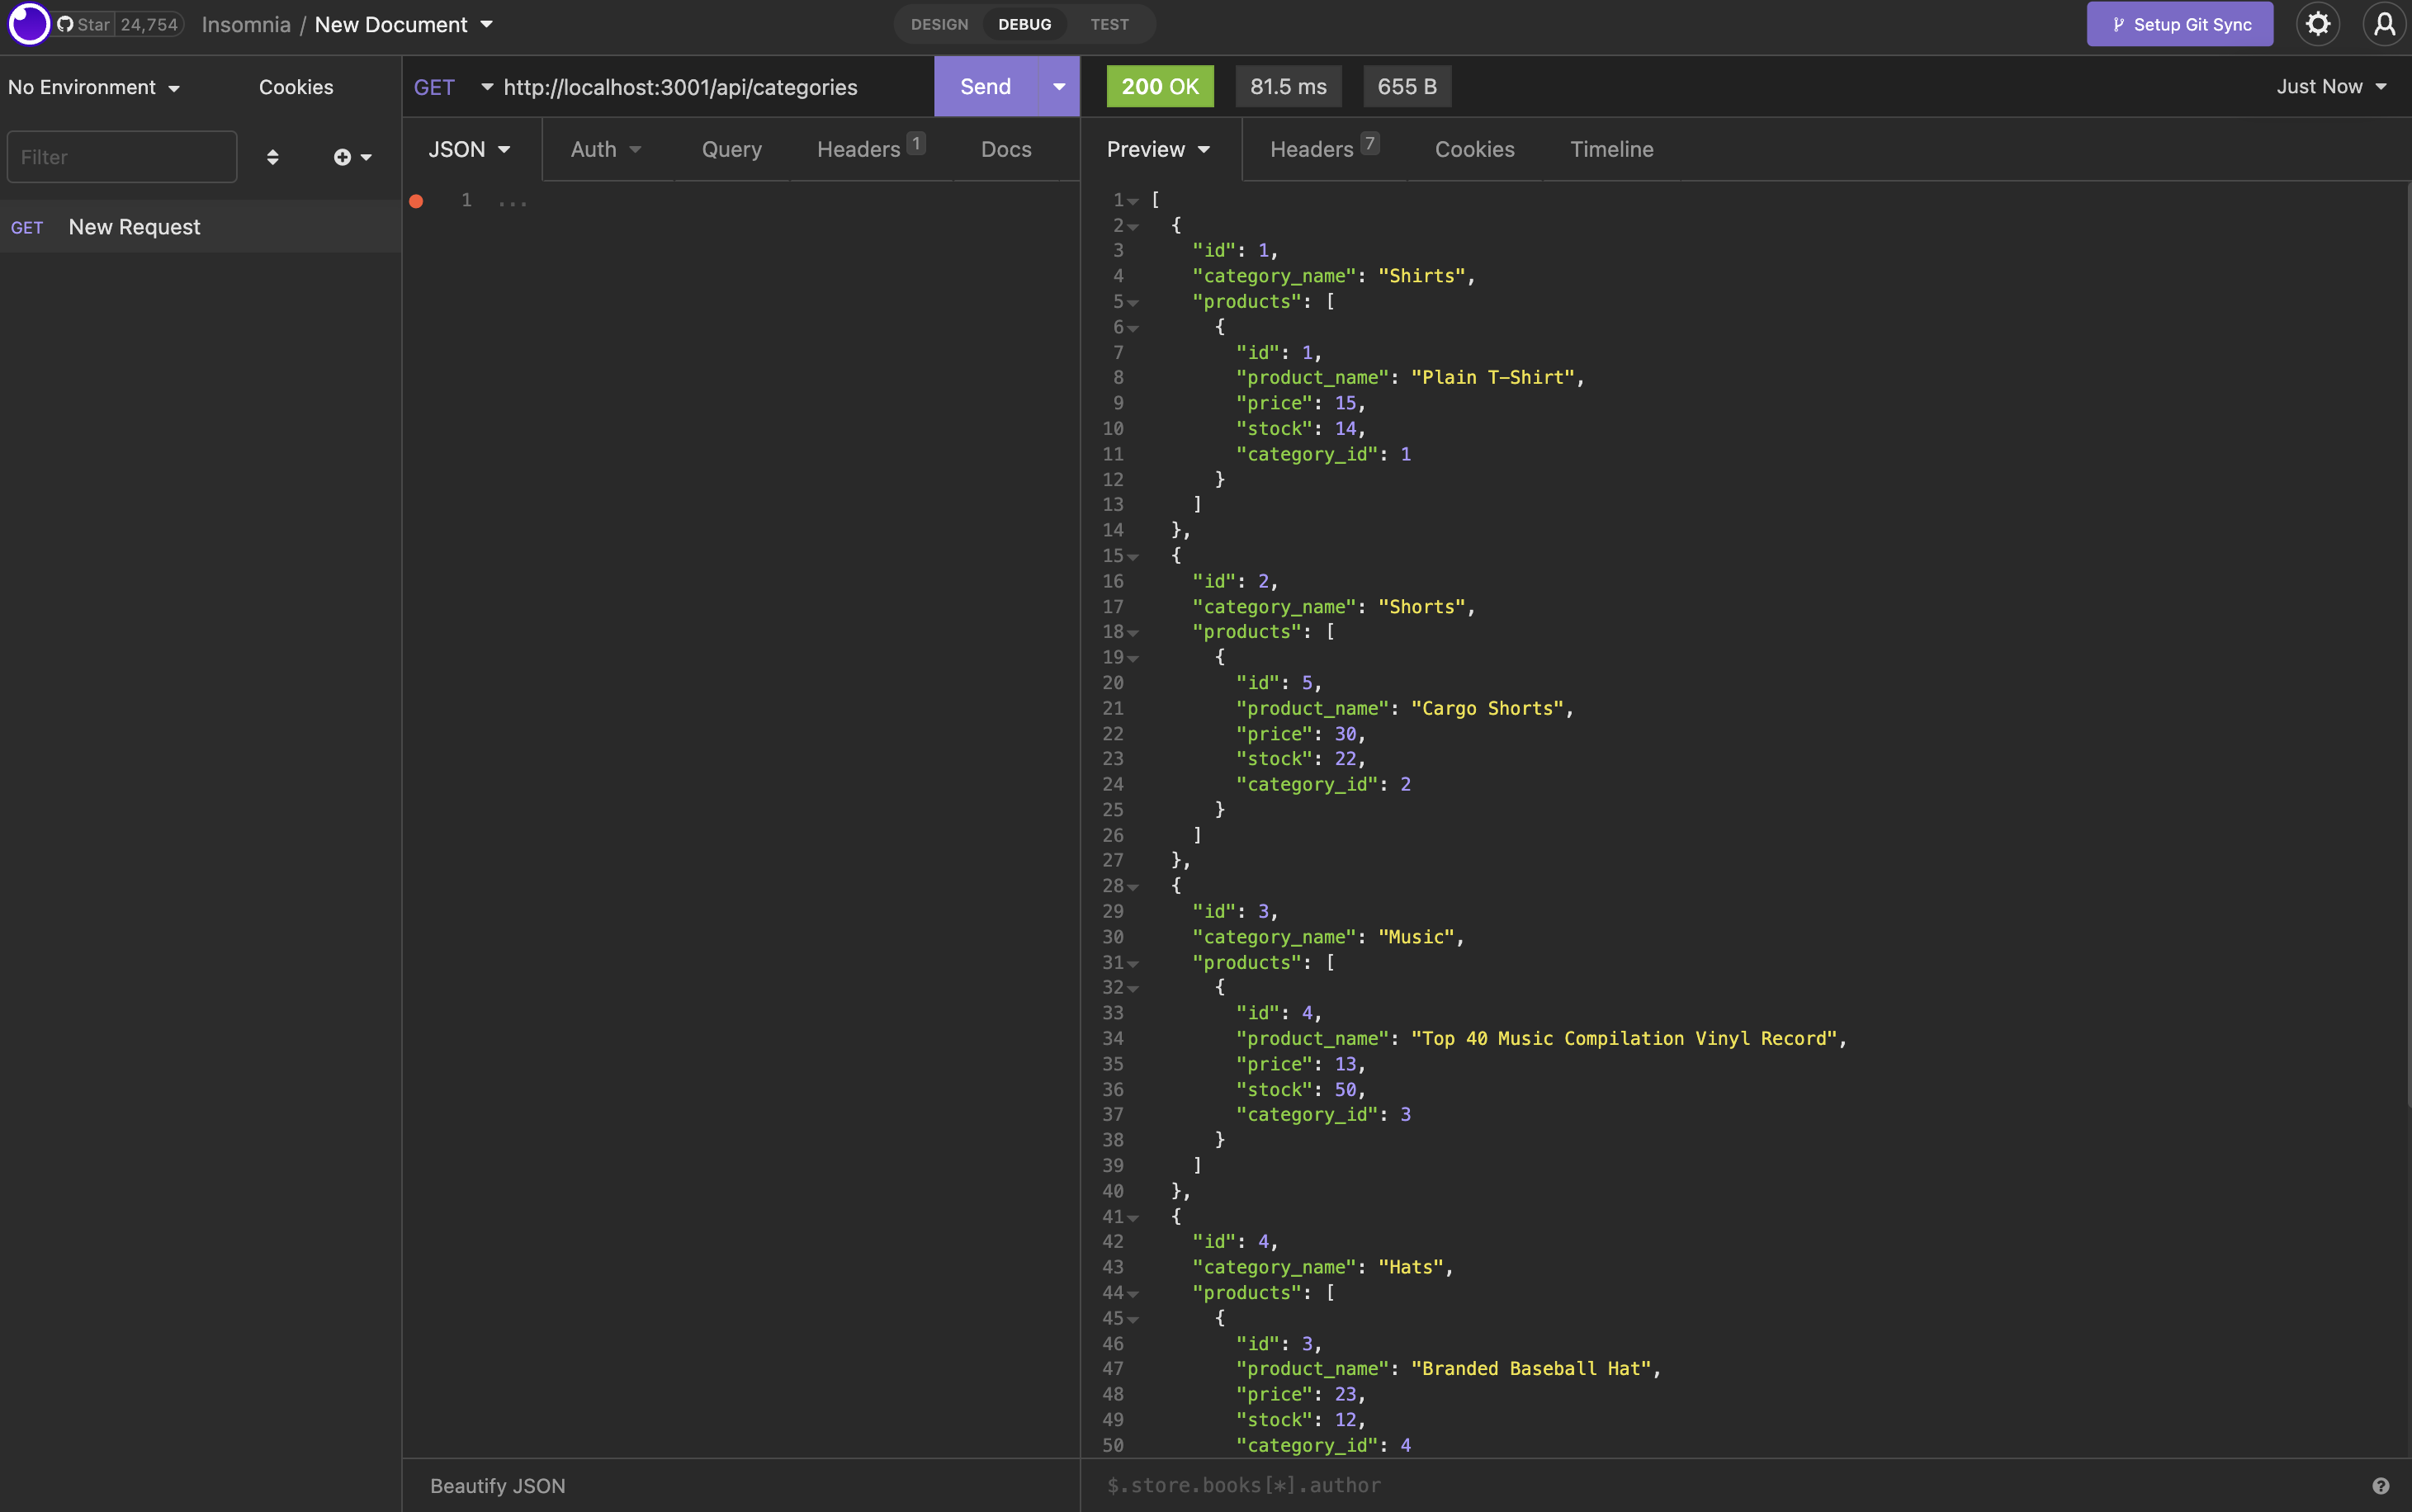 Star 24,754 Insomnia / New Document DESIGN DEBUG TEST Setup Git Sync
No Environment Cookies GET http://localhost:3001/api/categories Send 200 OK 81.5 ms 655 B Just Now
Filter
JSON Auth Query Headers 1 Docs
Preview Headers 7 Cookies Timeline
GET New Request
1 ...
1 [
2 {
3 "id": 1,
4 "category_name": "Shirts",
5 "products": [
6 {
7 "id": 1,
8 "product_name": "Plain T-Shirt",
9 "price": 15,
10 "stock": 14,
11 "category_id": 1
12 }
13 ]
14 },
15 {
16 "id": 2,
17 "category_name": "Shorts",
18 "products": [
19 {
20 "id": 5,
21 "product_name": "Cargo Shorts",
22 "price": 30,
23 "stock": 22,
24 "category_id": 2
25 }
26 ]
27 },
28 {
29 "id": 3,
30 "category_name": "Music",
31 "products": [
32 {
33 "id": 4,
34 "product_name": "Top 40 Music Compilation Vinyl Record",
35 "price": 13,
36 "stock": 50,
37 "category_id": 3
38 }
39 ]
40 },
41 {
42 "id": 4,
43 "category_name": "Hats",
44 "products": [
45 {
46 "id": 3,
47 "product_name": "Branded Baseball Hat",
48 "price": 23,
49 "stock": 12,
50 "category_id": 4
Beautify JSON
$.store.books[*].author
?